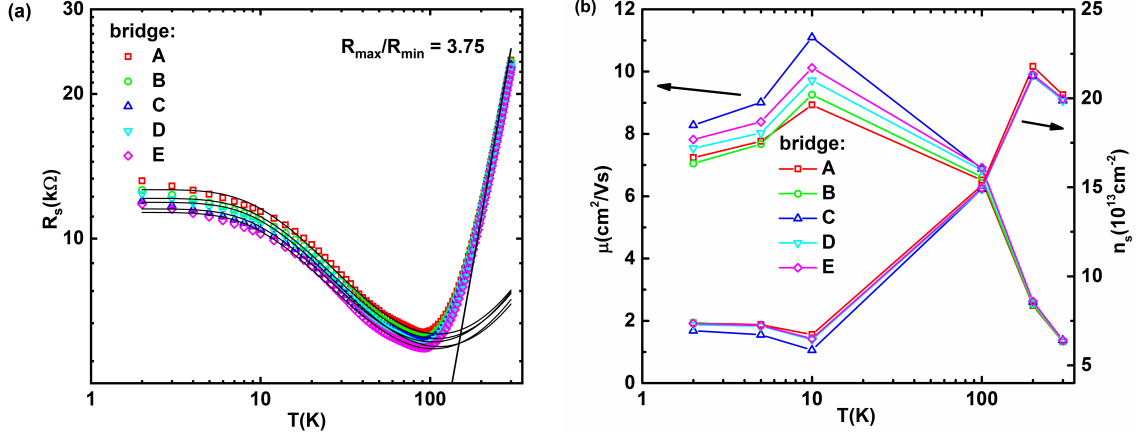 (a)
30
20
10
R_s(kΩ)
bridge:
A
B
C
D
E
R_max/R_min = 3.75
1
10
100
T(K)
(b)
12
10
8
6
4
2
0
μ(cm²/Vs)
bridge:
A
B
C
D
E
25
20
15
10
5
n_s(10¹³cm⁻²)
1
10
100
T(K)